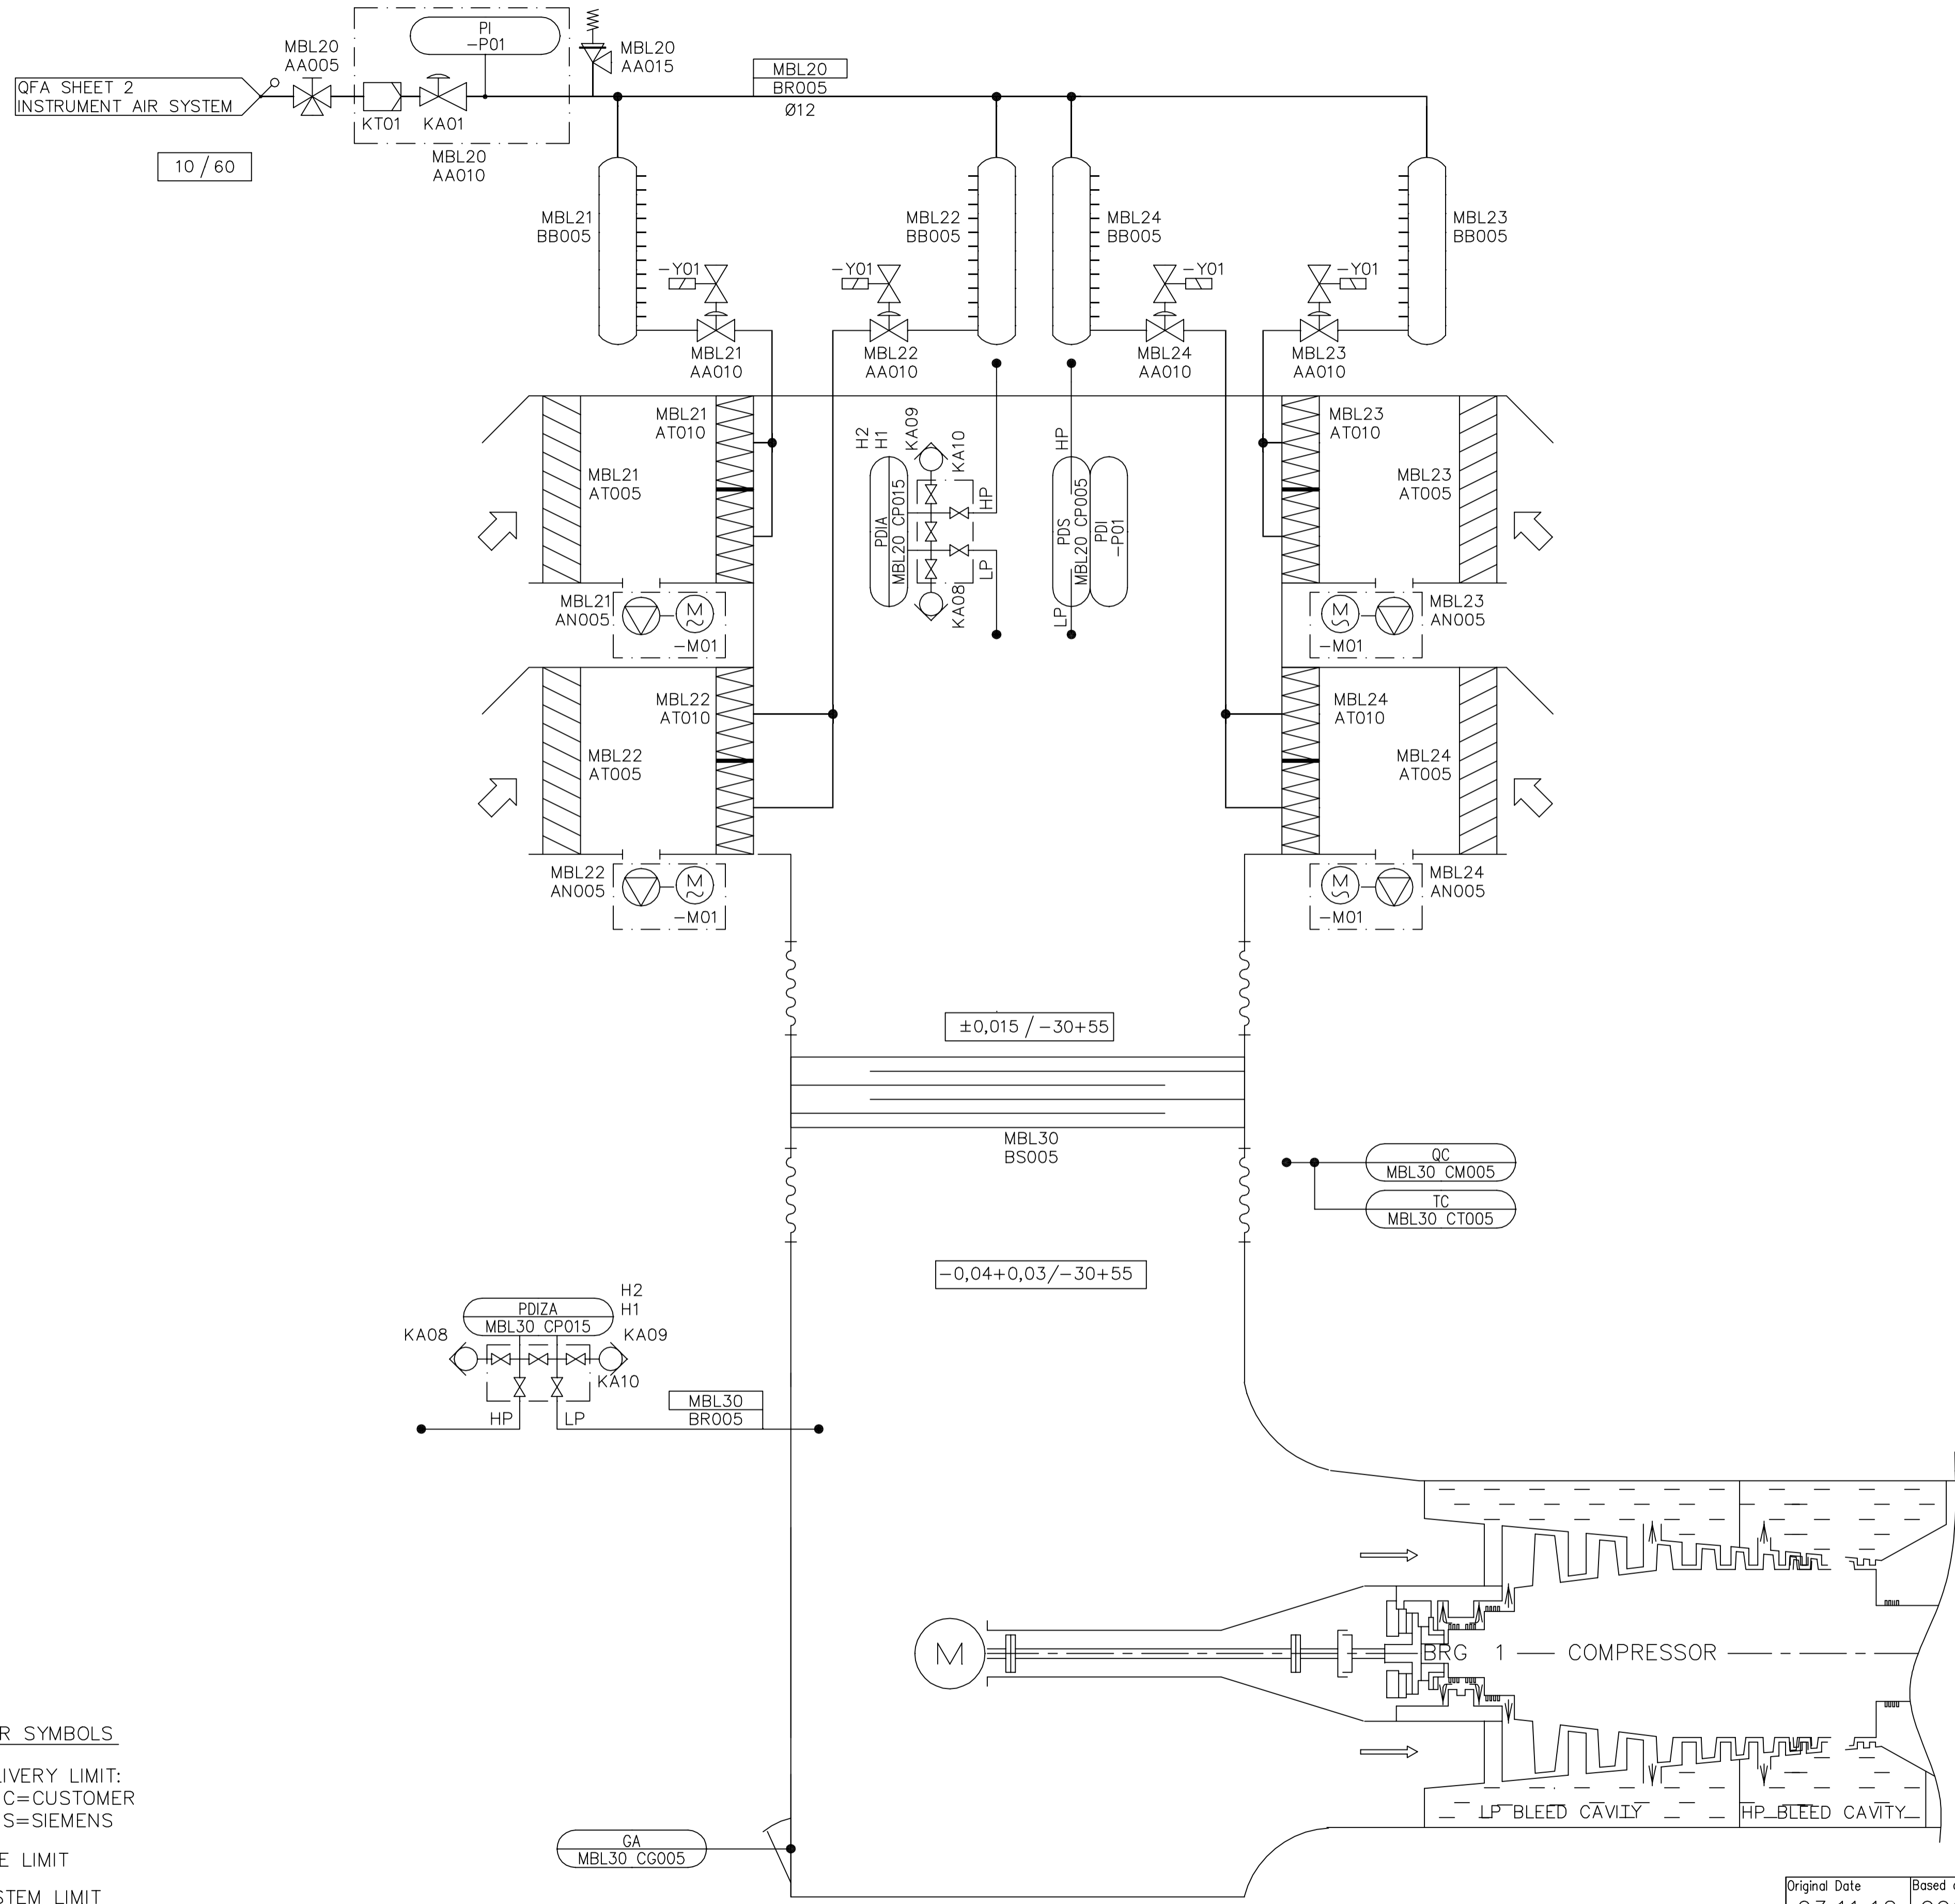 PI
-P01
MBL20
AA005
MBL20
AA015
QFA SHEET 2
INSTRUMENT AIR SYSTEM
MBL20
BR005
Ø12
KT01
KA01
MBL20
AA010
10 / 60
MBL21
BB005
MBL22
BB005
MBL24
BB005
MBL23
BB005
-Y01
-Y01
-Y01
-Y01
MBL21
AA010
MBL22
AA010
MBL24
AA010
MBL23
AA010
MBL21
AT010
MBL21
AT005
H2
H1
KA09
KA10
PDIA
MBL20 CP015
HP
LP
KA08
HP
PDS
MBL20 CP005
PDI
-P01
LP
MBL23
AT010
MBL23
AT005
MBL21
AN005
M
-M01
M
-M01
MBL23
AN005
MBL22
AT010
MBL22
AT005
MBL24
AT010
MBL24
AT005
MBL22
AN005
M
-M01
M
-M01
MBL24
AN005
±0,015 / -30+55
MBL30
BS005
QC
MBL30 CM005
TC
MBL30 CT005
-0,04+0,03/-30+55
H2
H1
PDIZA
MBL30 CP015
KA08
KA09
KA10
HP
LP
MBL30
BR005
M
BRG 1
COMPRESSOR
LP BLEED CAVITY
HP BLEED CAVITY
R SYMBOLS
LIVERY LIMIT:
C=CUSTOMER
S=SIEMENS
E LIMIT
STEM LIMIT
GA
MBL30 CG005
Original Date
Based